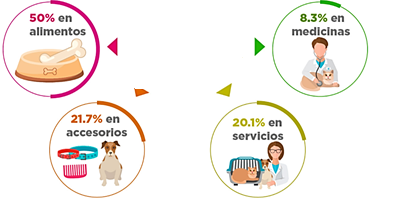 50% en
alimentos
8.3% en
medicinas
21.7% en
accesorios
20.1% en
servicios